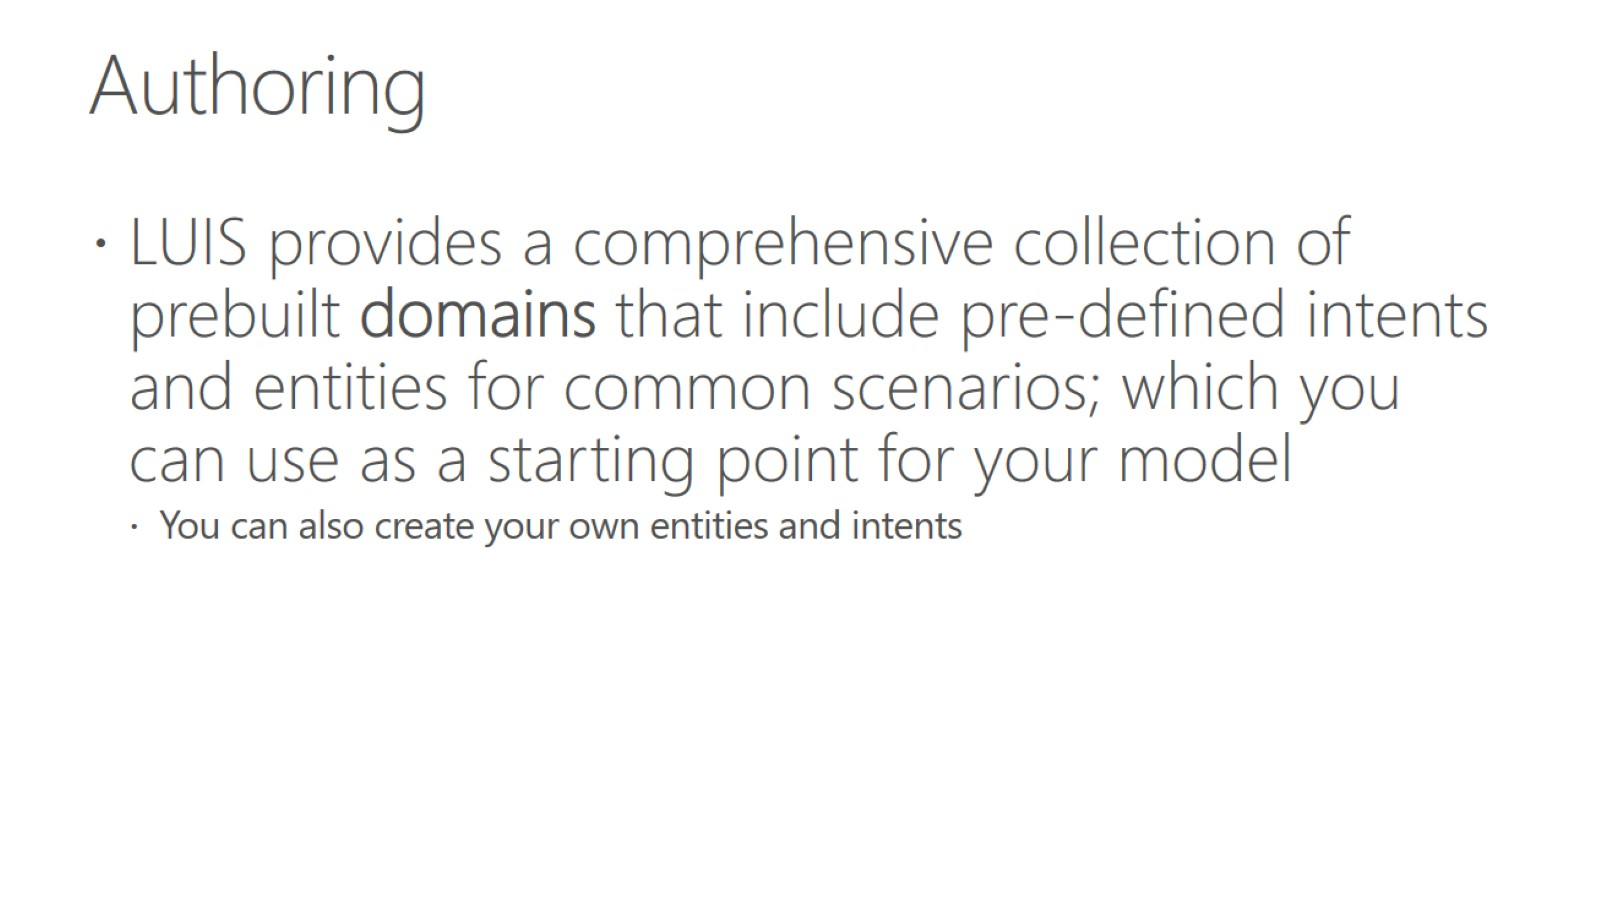 Authoring
· LUIS provides a comprehensive collection of
prebuilt domains that include pre-defined intents
and entities for common scenarios; which you
can use as a starting point for your model
· You can also create your own entities and intents